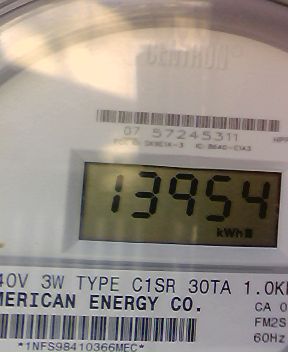 CENTRON®
07 57245311
13954
kWh
40V 3W TYPE C1SR 30TA 1.0K
MERICAN ENERGY CO.
CA 0
FM2S
60Hz
*1NFS98410366MEC*